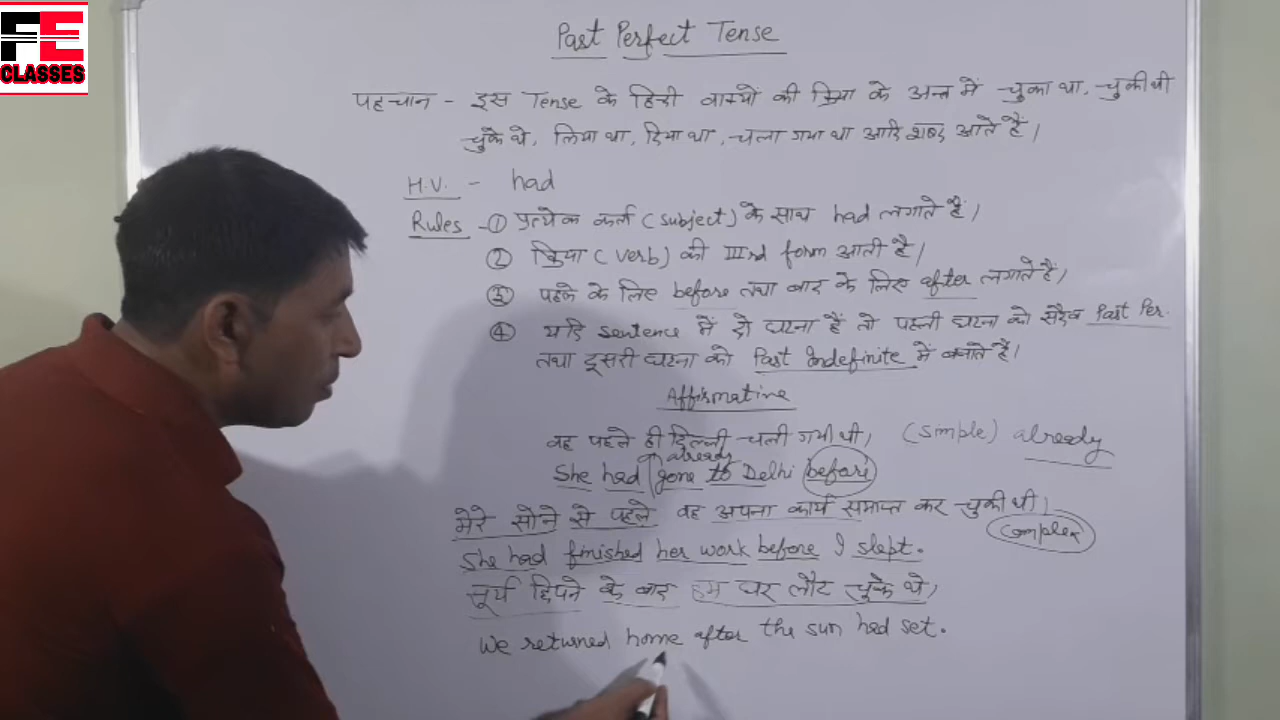 FE
CLASSES
Past Perfect Tense
पहचान - इस Tense के हिन्दी वाक्यों की क्रिया के अन्त में चुका था, चुकी थी
चुके थे, लिया था, दिया था, चला गया था आदि शब्द आते हैं।
H.V. - had
Rules - ① प्रत्येक कर्ता (subject) के साथ had लगाते हैं।
② क्रिया (verb) की IIIrd form आती है।
③ पहले के लिए before तथा बाद के लिए after लगाते हैं।
④ यदि sentence में दो घटना हैं तो पहली घटना को सदैव Past Per.
तथा दूसरी घटना को Past Indefinite में बनाते हैं।
Affirmative
वह पहले ही दिल्ली चली गयी थी। (simple) already
already
She had gone to Delhi before
मेरे सोने से पहले वह अपना कार्य समाप्त कर चुकी थी।
complex
She had finished her work before I slept.
सूर्य छिपने के बाद हम घर लौट चुके थे।
We returned home after the sun had set.